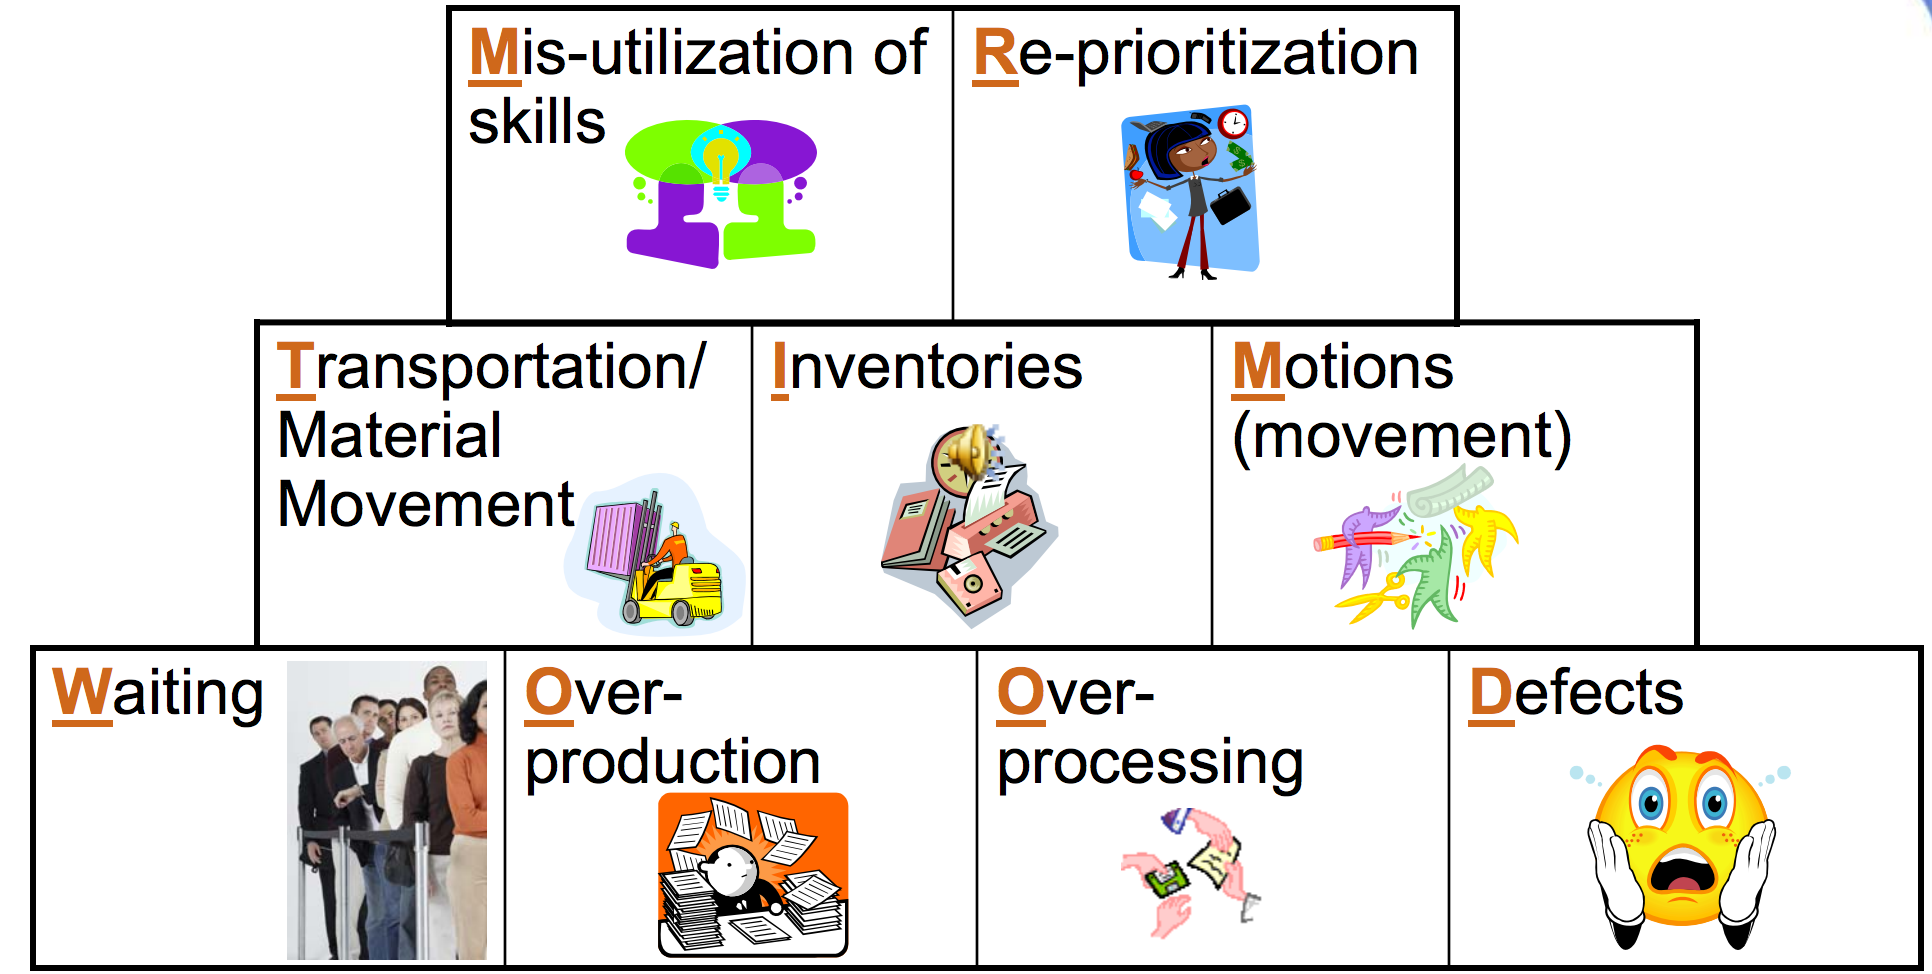 Mis-utilization of
skills
Re-prioritization
Transportation/
Material
Movement
Inventories
Motions
(movement)
Waiting
Over-
production
Over-
processing
Defects